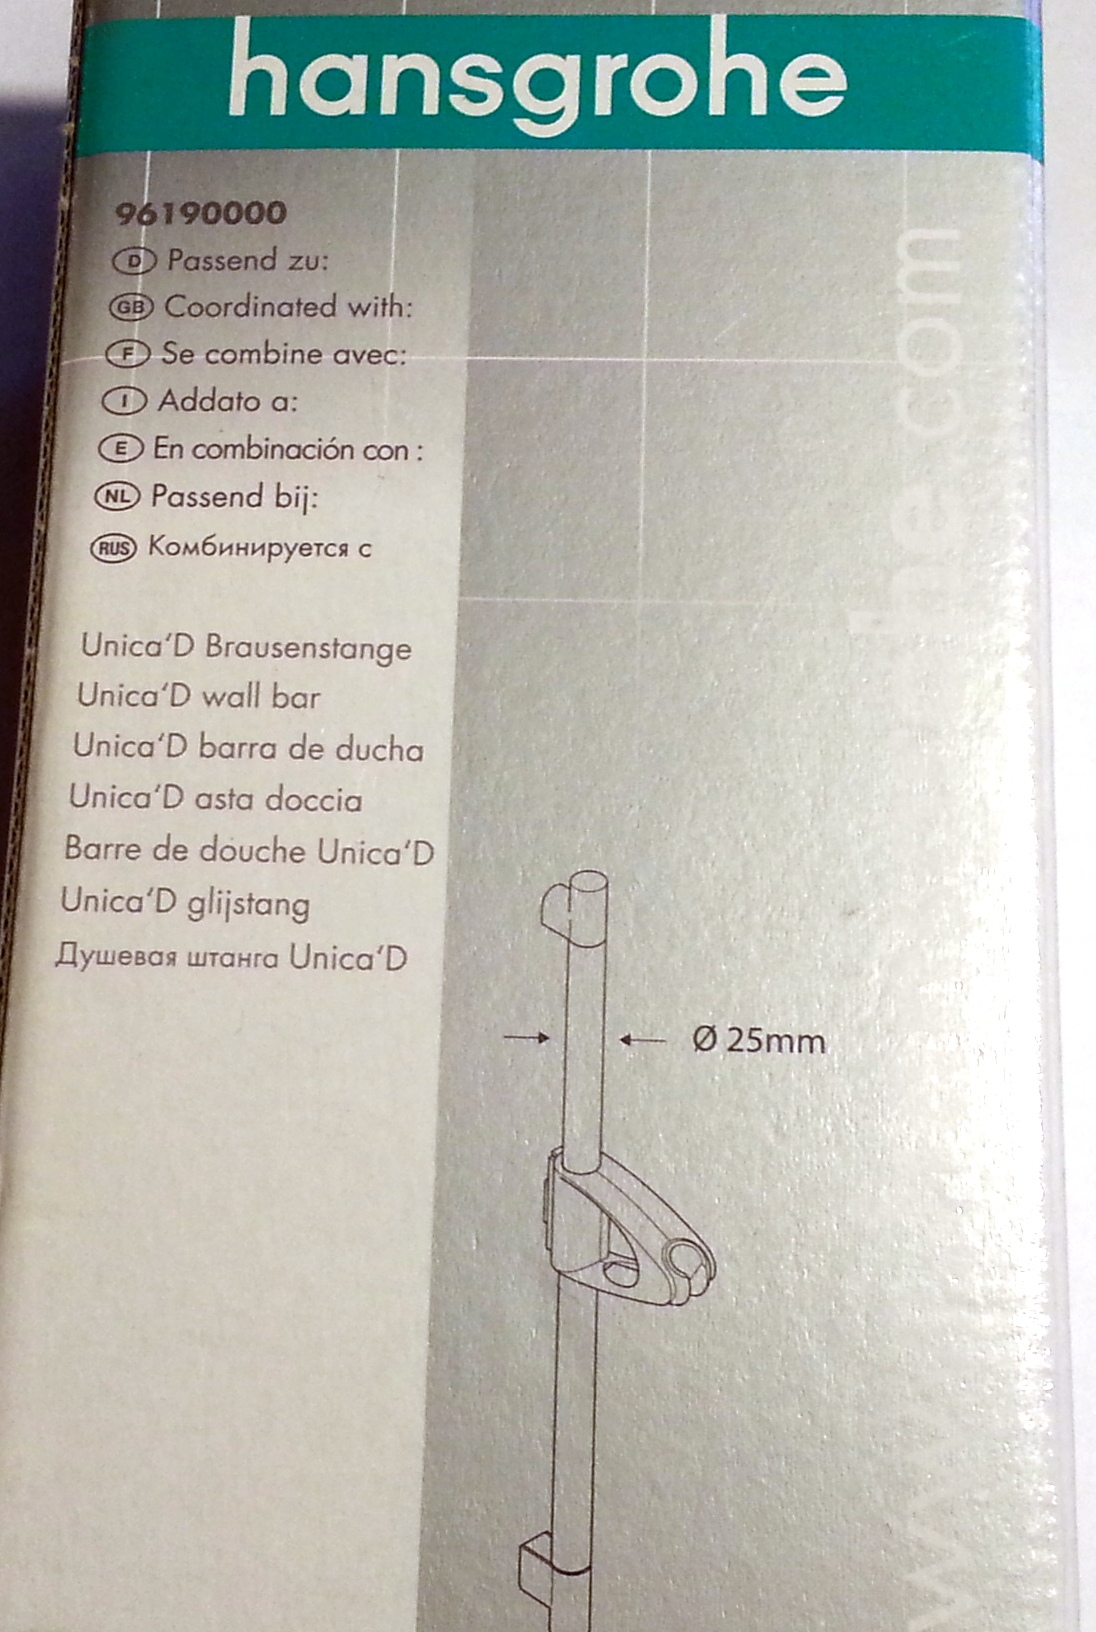 hansgrohe
96190000
D Passend zu:
GB Coordinated with:
F Se combine avec:
I Addato a:
E En combinación con :
NL Passend bij:
RUS Комбинируется с
Unica'D Brausenstange
Unica'D wall bar
Unica'D barra de ducha
Unica'D asta doccia
Barre de douche Unica'D
Unica'D glijstang
Душевая штанга Unica'D
Ø 25mm